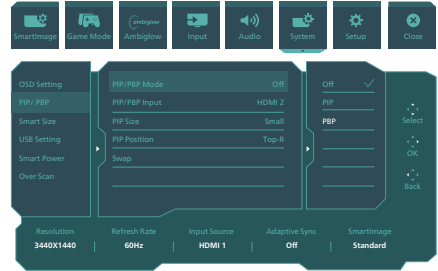 ambiglow
SmartImage Game Mode Ambiglow Input Audio System Setup Close
OSD Setting PIP/PBP Mode Off Off
PIP/ PBP PIP/PBP Input HDMI 2 PIP
Smart Size PIP Size Small PBP Select
USB Setting PIP Position Top-R
Smart Power Swap OK
Over Scan
Back
Resolution Refresh Rate Input Source Adaptive Sync SmartImage
3440X1440 60Hz HDMI 1 Off Standard